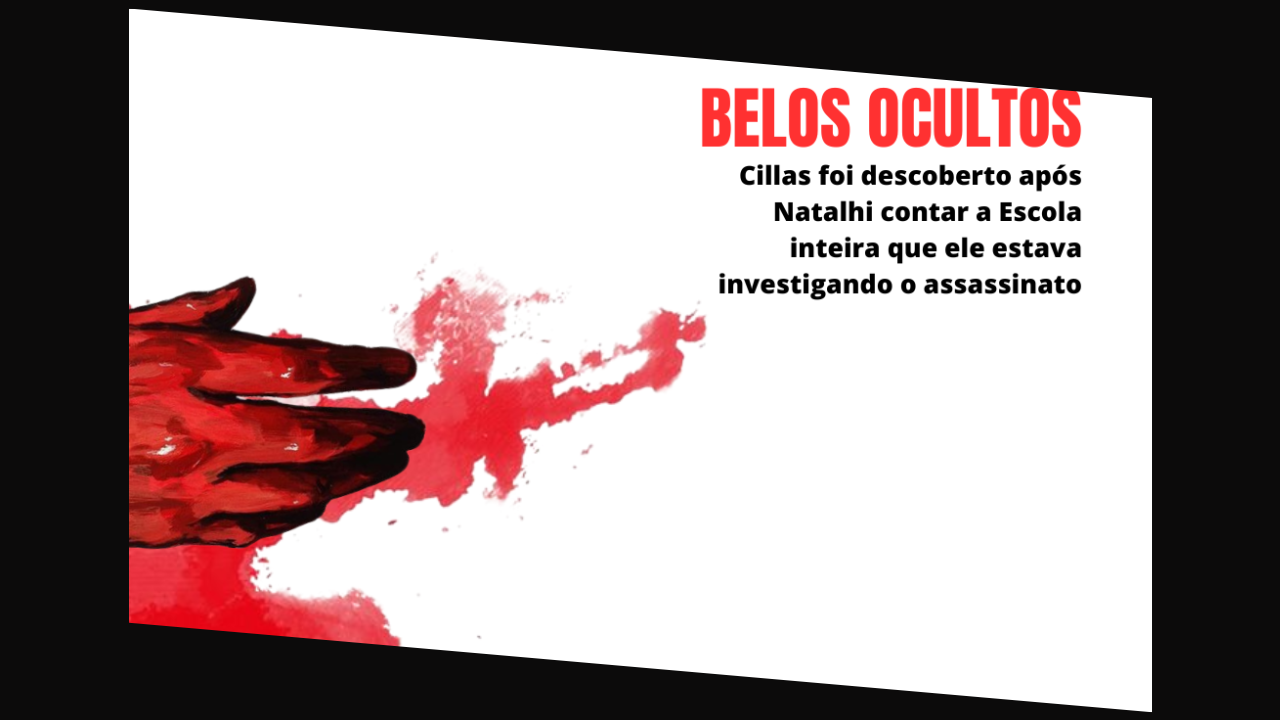 BELOS OCULTOS
Cillas foi descoberto após
Natalhi contar a Escola
inteira que ele estava
investigando o assassinato